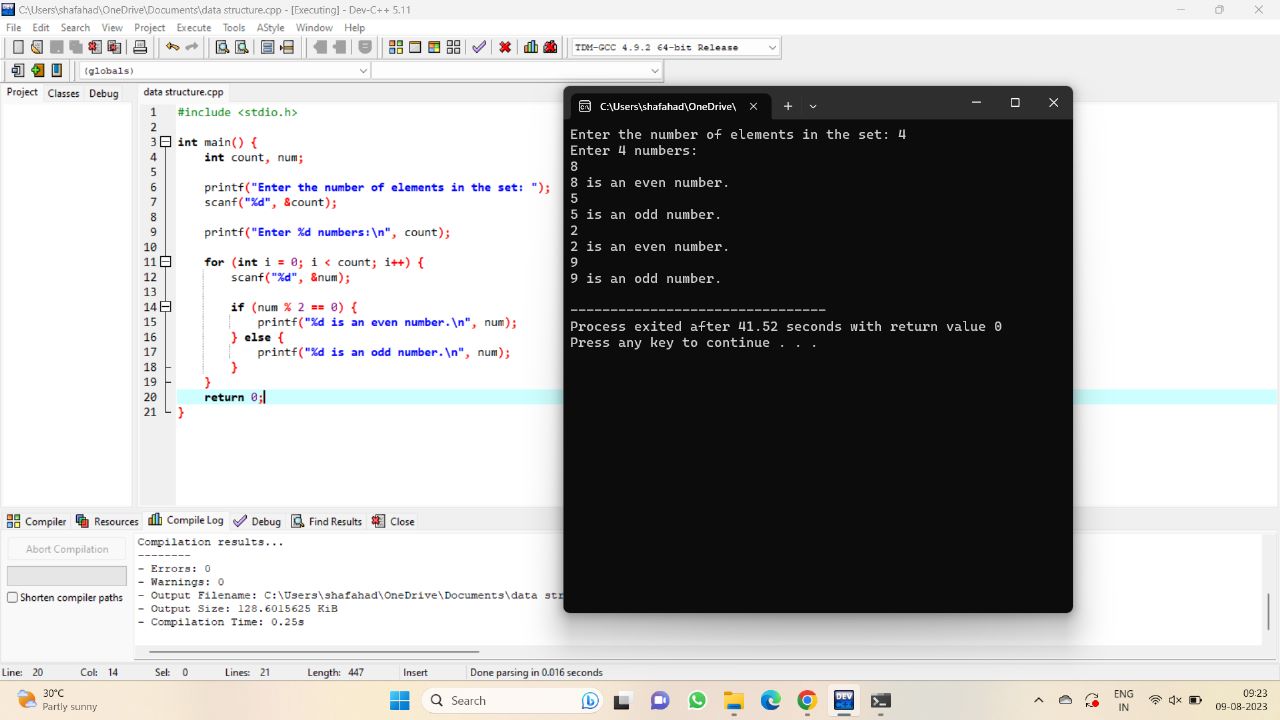 C:\Users\shafahad\OneDrive\Documents\data structure.cpp - [Executing] - Dev-C++ 5.11
File Edit Search View Project Execute Tools AStyle Window Help
TDM-GCC 4.9.2 64-bit Release
(globals)
Project Classes Debug
data structure.cpp
1 #include <stdio.h>
2
3 int main() {
4 int count, num;
5
6 printf("Enter the number of elements in the set: ");
7 scanf("%d", &count);
8
9 printf("Enter %d numbers:\n", count);
10
11 for (int i = 0; i < count; i++) {
12 scanf("%d", &num);
13
14 if (num % 2 == 0) {
15 printf("%d is an even number.\n", num);
16 } else {
17 printf("%d is an odd number.\n", num);
18 }
19 }
20 return 0;
21 }
C:\Users\shafahad\OneDrive\
Enter the number of elements in the set: 4
Enter 4 numbers:
8
8 is an even number.
5
5 is an odd number.
2
2 is an even number.
9
9 is an odd number.
--------------------------------
Process exited after 41.52 seconds with return value 0
Press any key to continue . . .
Compiler Resources Compile Log Debug Find Results Close
Abort Compilation
Shorten compiler paths
Compilation results...
--------
- Errors: 0
- Warnings: 0
- Output Filename: C:\Users\shafahad\OneDrive\Documents\data str
- Output Size: 128.6015625 KiB
- Compilation Time: 0.25s
Line: 20 Col: 14 Sel: 0 Lines: 21 Length: 447 Insert Done parsing in 0.016 seconds
30°C
Partly sunny
Search
DEV
ENG
IN
09:23
09-08-2023